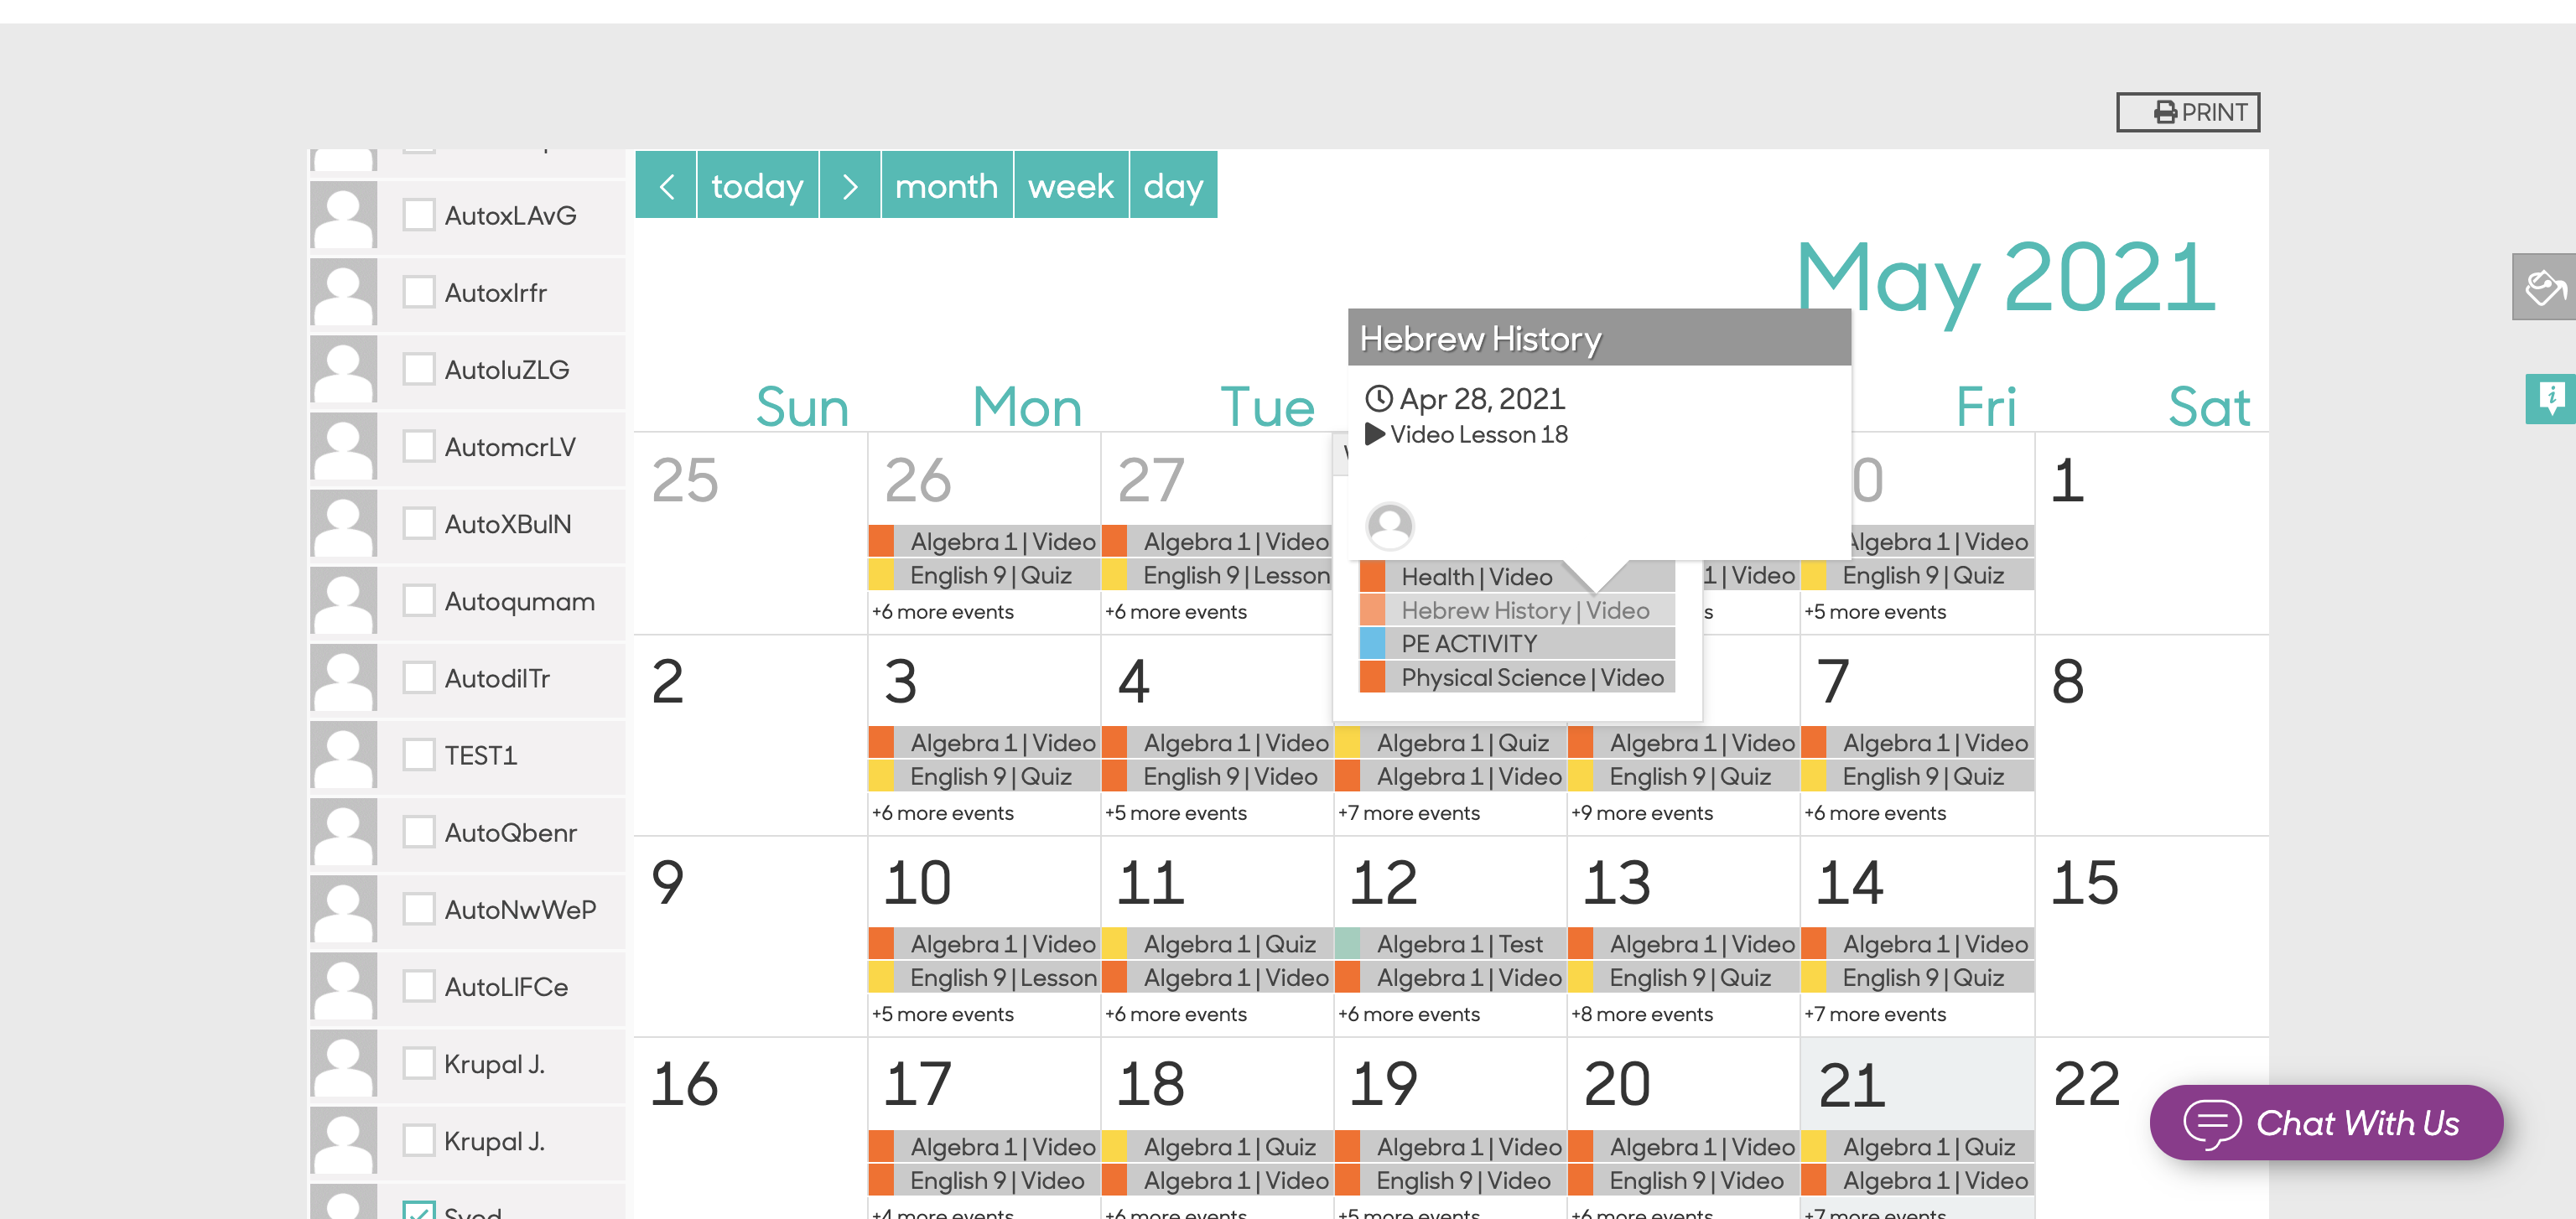 PRINT
today
month
week
day
May 2021
AutoxLAvG
AutoxIrfr
AutoIuZLG
AutomcrLV
AutoXBuIN
Autoqumam
AutodilTr
TEST1
AutoQbenr
AutoNwWeP
AutoLIFCe
Krupal J.
Krupal J.
Syed
Sun Mon Tue Fri Sat
Hebrew History
Apr 28, 2021
Video Lesson 18
Health | Video
Hebrew History | Video
PE ACTIVITY
Physical Science | Video
25 26 27 0 1
Algebra 1 | Video Algebra 1 | Video Algebra 1 | Video
English 9 | Quiz English 9 | Lesson 1 | Video English 9 | Quiz
+6 more events +6 more events s +5 more events
2 3 4 7 8
Algebra 1 | Video Algebra 1 | Video Algebra 1 | Quiz Algebra 1 | Video Algebra 1 | Video
English 9 | Quiz English 9 | Video Algebra 1 | Video English 9 | Quiz English 9 | Quiz
+6 more events +5 more events +7 more events +9 more events +6 more events
9 10 11 12 13 14 15
Algebra 1 | Video Algebra 1 | Quiz Algebra 1 | Test Algebra 1 | Video Algebra 1 | Video
English 9 | Lesson Algebra 1 | Video Algebra 1 | Video English 9 | Quiz English 9 | Quiz
+5 more events +6 more events +6 more events +8 more events +7 more events
16 17 18 19 20 21 22
Algebra 1 | Video Algebra 1 | Quiz Algebra 1 | Video Algebra 1 | Video Algebra 1 | Quiz
English 9 | Video Algebra 1 | Video English 9 | Video English 9 | Video Algebra 1 | Video
+4 more events +6 more events +5 more events +6 more events +7 more events
Chat With Us